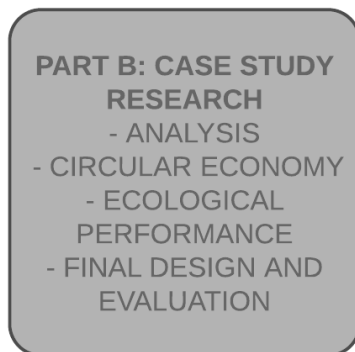 PART B: CASE STUDY
RESEARCH
- ANALYSIS
- CIRCULAR ECONOMY
- ECOLOGICAL
PERFORMANCE
- FINAL DESIGN AND
EVALUATION